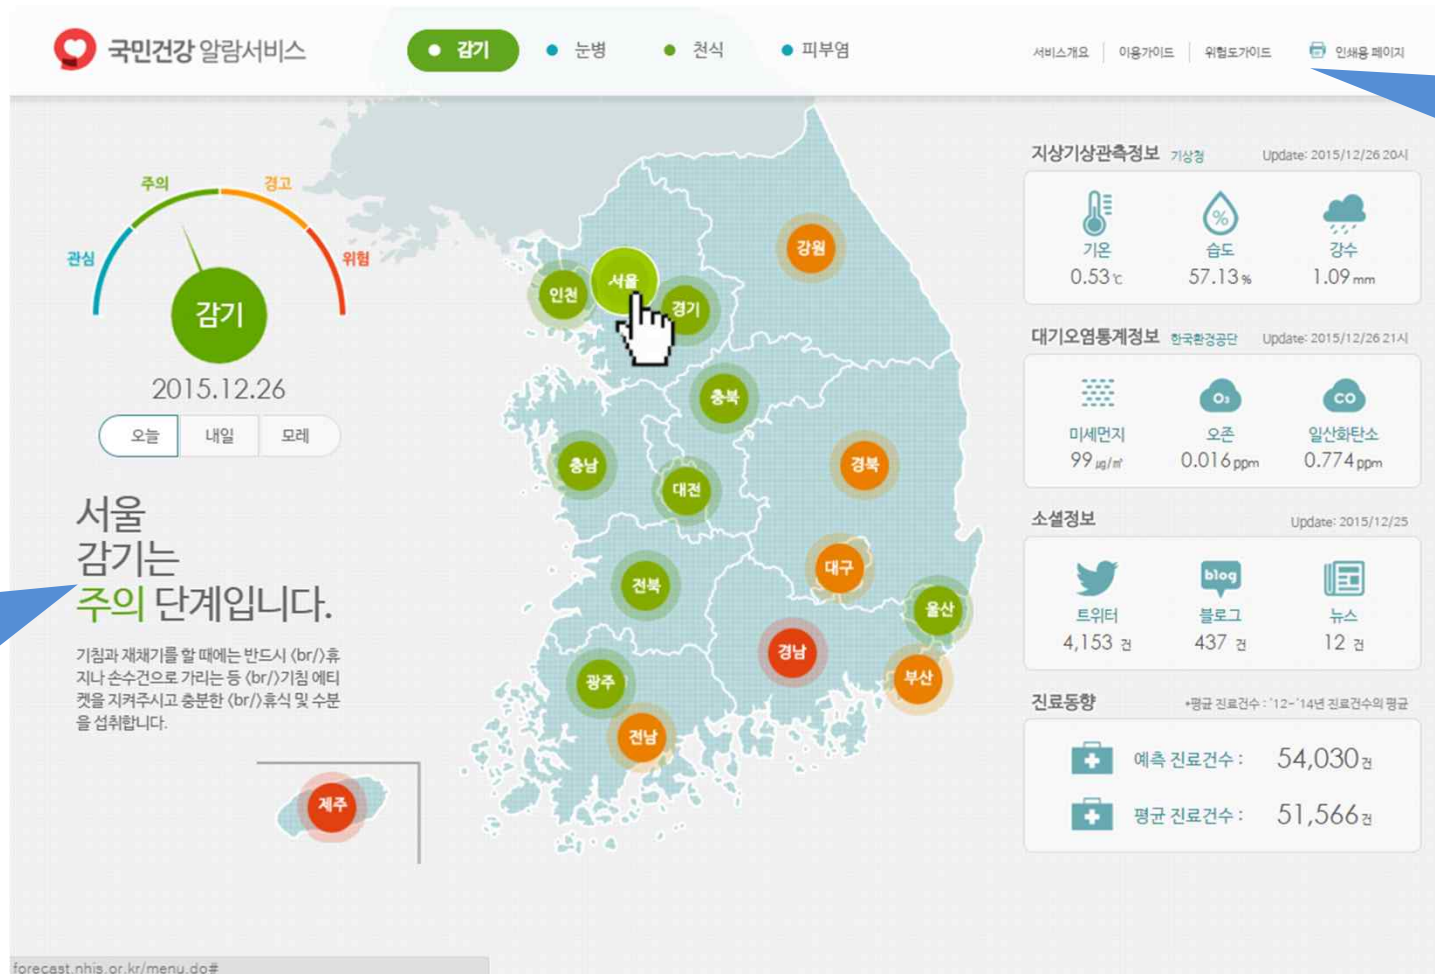 국민건강 알람서비스
감기
눈병
천식
피부염
서비스개요
이용가이드
위험도가이드
인쇄용 페이지
관심
주의
경고
위험
감기
2015.12.26
오늘
내일
모레
서울
감기는
주의 단계입니다.
기침과 재채기를 할 때에는 반드시 <br/>휴
지나 손수건으로 가리는 등 <br/>기침 에티
켓을 지켜주시고 충분한 <br/>휴식 및 수분
을 섭취합니다.
강원
인천
서울
경기
충북
충남
대전
경북
대구
전북
울산
경남
부산
광주
전남
제주
지상기상관측정보 기상청 Update: 2015/12/26 20시
%
기온
습도
강수
0.53 ℃
57.13 %
1.09 mm
대기오염통계정보 한국환경공단 Update: 2015/12/26 21시
O₃
CO
미세먼지
오존
일산화탄소
99 ㎍/㎥
0.016 ppm
0.774 ppm
소셜정보 Update: 2015/12/25
blog
트위터
블로그
뉴스
4,153 건
437 건
12 건
진료동향 *평균 진료건수 : '12~'14년 진료건수의 평균
예측 진료건수 : 54,030 건
평균 진료건수 : 51,566 건
forecast.nhis.or.kr/menu.do#